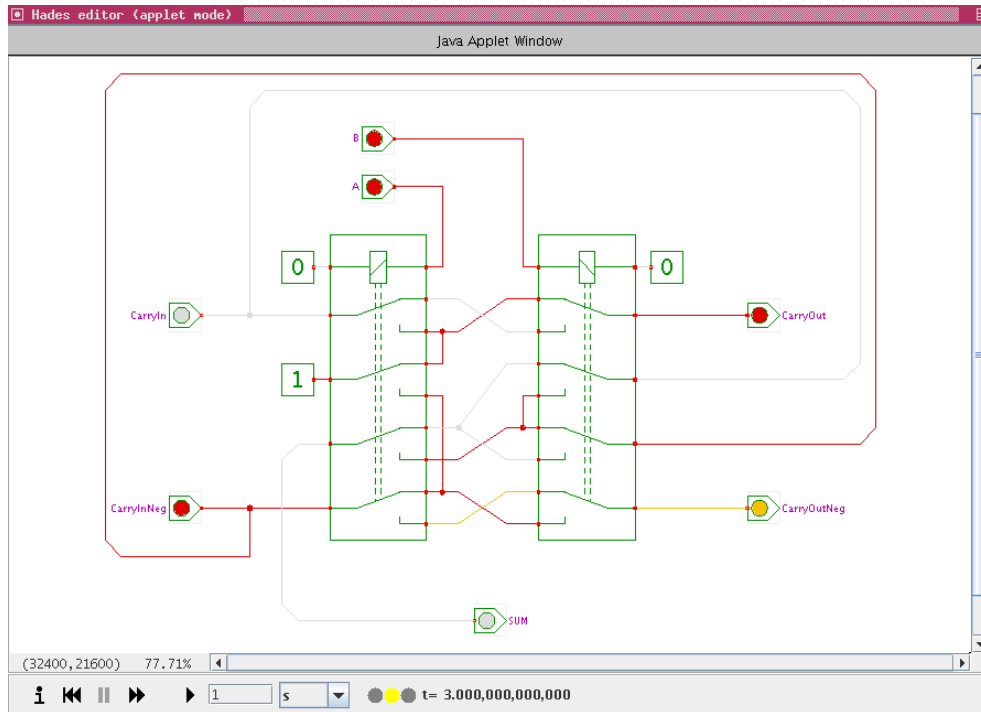 Hades editor (applet mode)
Java Applet Window
B
A
0
0
CarryIn
CarryOut
1
CarryInNeg
CarryOutNeg
SUM
(32400,21600) 77.71%
1 s t= 3.000,000,000,000